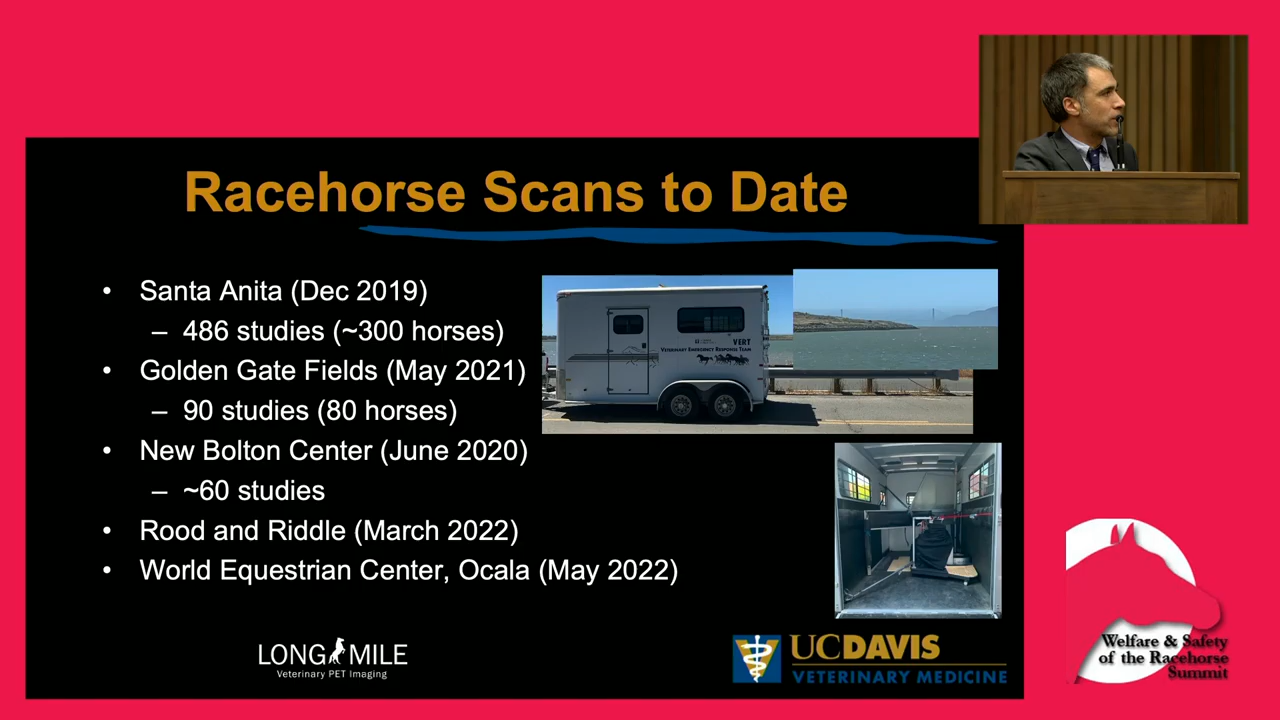 Racehorse Scans to Date
• Santa Anita (Dec 2019)
– 486 studies (~300 horses)
• Golden Gate Fields (May 2021)
– 90 studies (80 horses)
• New Bolton Center (June 2020)
– ~60 studies
• Rood and Riddle (March 2022)
• World Equestrian Center, Ocala (May 2022)
VERT
VETERINARY EMERGENCY RESPONSE TEAM
LONG MILE
Veterinary PET Imaging
UCDAVIS
VETERINARY MEDICINE
Welfare & Safety
of the Racehorse
Summit